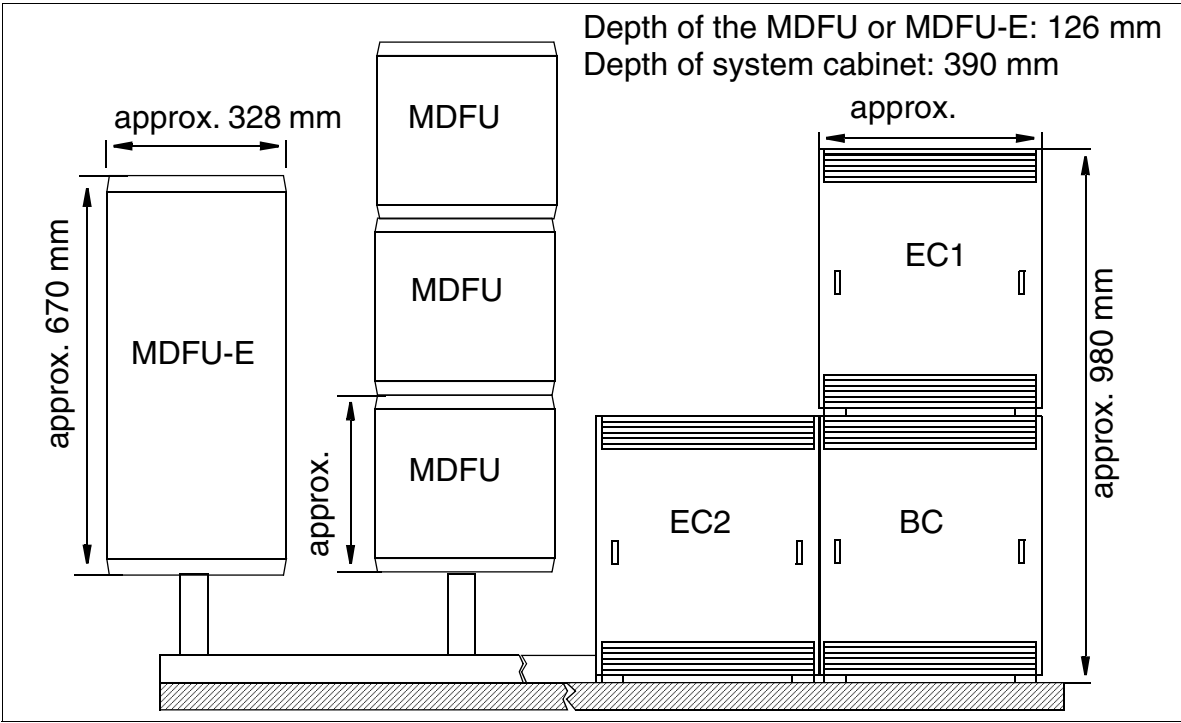 Depth of the MDFU or MDFU-E: 126 mm
Depth of system cabinet: 390 mm
approx.
approx. 328 mm
MDFU
approx. 670 mm
MDFU-E
MDFU
EC1
approx. 980 mm
approx.
MDFU
EC2
BC